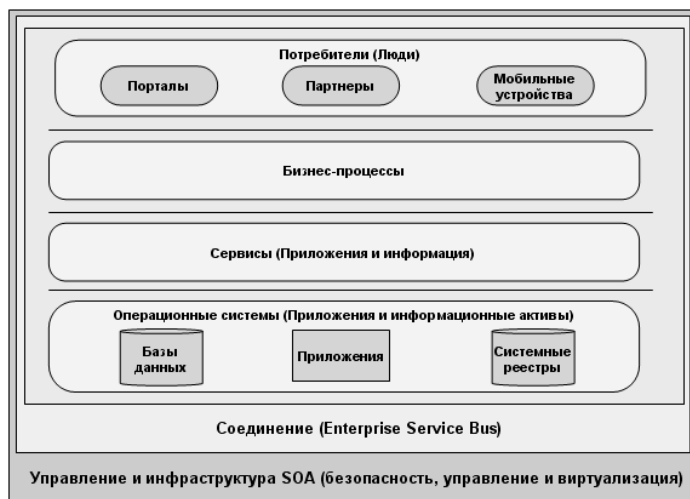 Потребители (Люди)
Порталы
Партнеры
Мобильные
устройства
Бизнес-процессы
Сервисы (Приложения и информация)
Операционные системы (Приложения и информационные активы)
Базы
данных
Приложения
Системные
реестры
Соединение (Enterprise Service Bus)
Управление и инфраструктура SOA (безопасность, управление и виртуализация)